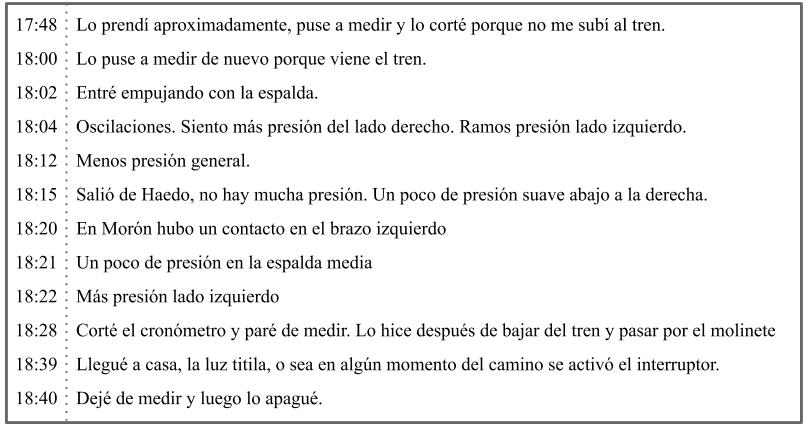 17:48 Lo prendí aproximadamente, puse a medir y lo corté porque no me subí al tren.
18:00 Lo puse a medir de nuevo porque viene el tren.
18:02 Entré empujando con la espalda.
18:04 Oscilaciones. Siento más presión del lado derecho. Ramos presión lado izquierdo.
18:12 Menos presión general.
18:15 Salió de Haedo, no hay mucha presión. Un poco de presión suave abajo a la derecha.
18:20 En Morón hubo un contacto en el brazo izquierdo
18:21 Un poco de presión en la espalda media
18:22 Más presión lado izquierdo
18:28 Corté el cronómetro y paré de medir. Lo hice después de bajar del tren y pasar por el molinete
18:39 Llegué a casa, la luz titila, o sea en algún momento del camino se activó el interruptor.
18:40 Dejé de medir y luego lo apagué.